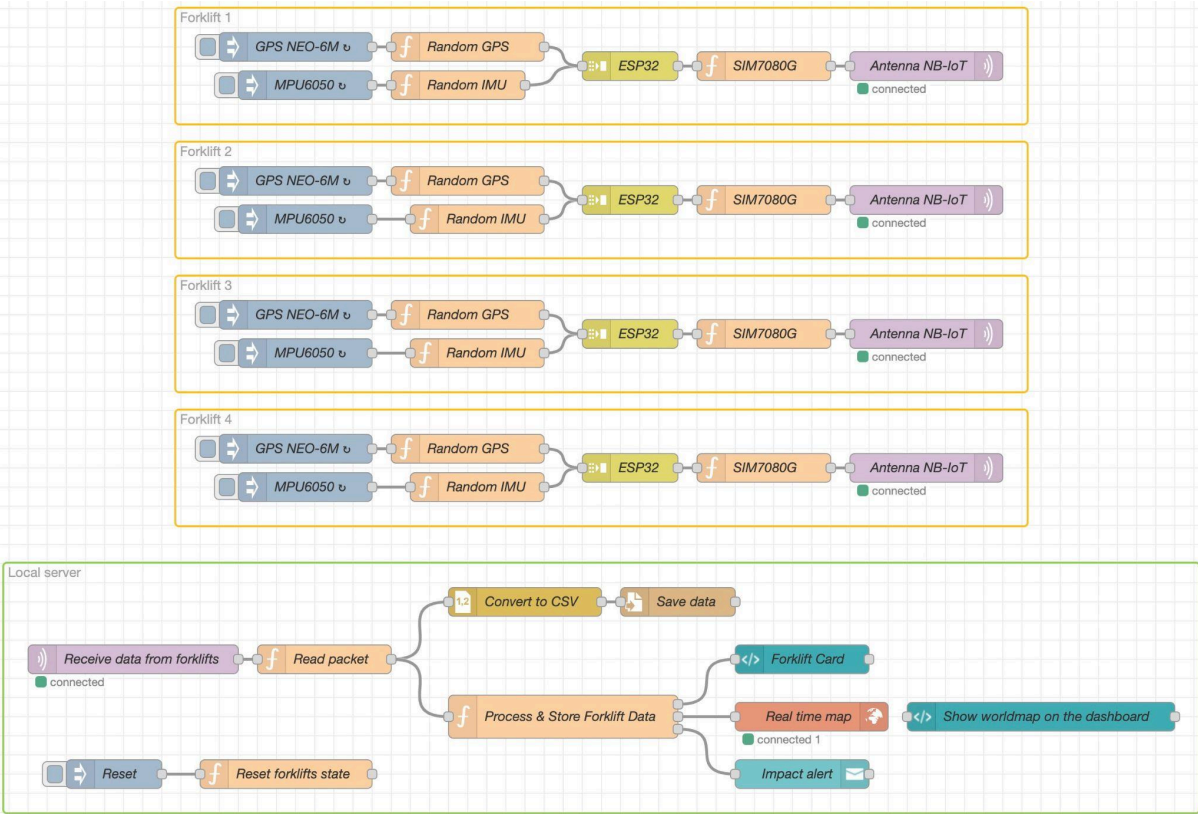 Forklift 1
GPS NEO-6M ↻
Random GPS
MPU6050 ↻
Random IMU
ESP32
SIM7080G
Antenna NB-IoT
connected
Forklift 2
GPS NEO-6M ↻
Random GPS
MPU6050 ↻
Random IMU
ESP32
SIM7080G
Antenna NB-IoT
connected
Forklift 3
GPS NEO-6M ↻
Random GPS
MPU6050 ↻
Random IMU
ESP32
SIM7080G
Antenna NB-IoT
connected
Forklift 4
GPS NEO-6M ↻
Random GPS
MPU6050 ↻
Random IMU
ESP32
SIM7080G
Antenna NB-IoT
connected
Local server
Receive data from forklifts
connected
Read packet
1,2
Convert to CSV
Save data
Process & Store Forklift Data
Forklift Card
Real time map
connected 1
Show worldmap on the dashboard
Impact alert
Reset
Reset forklifts state